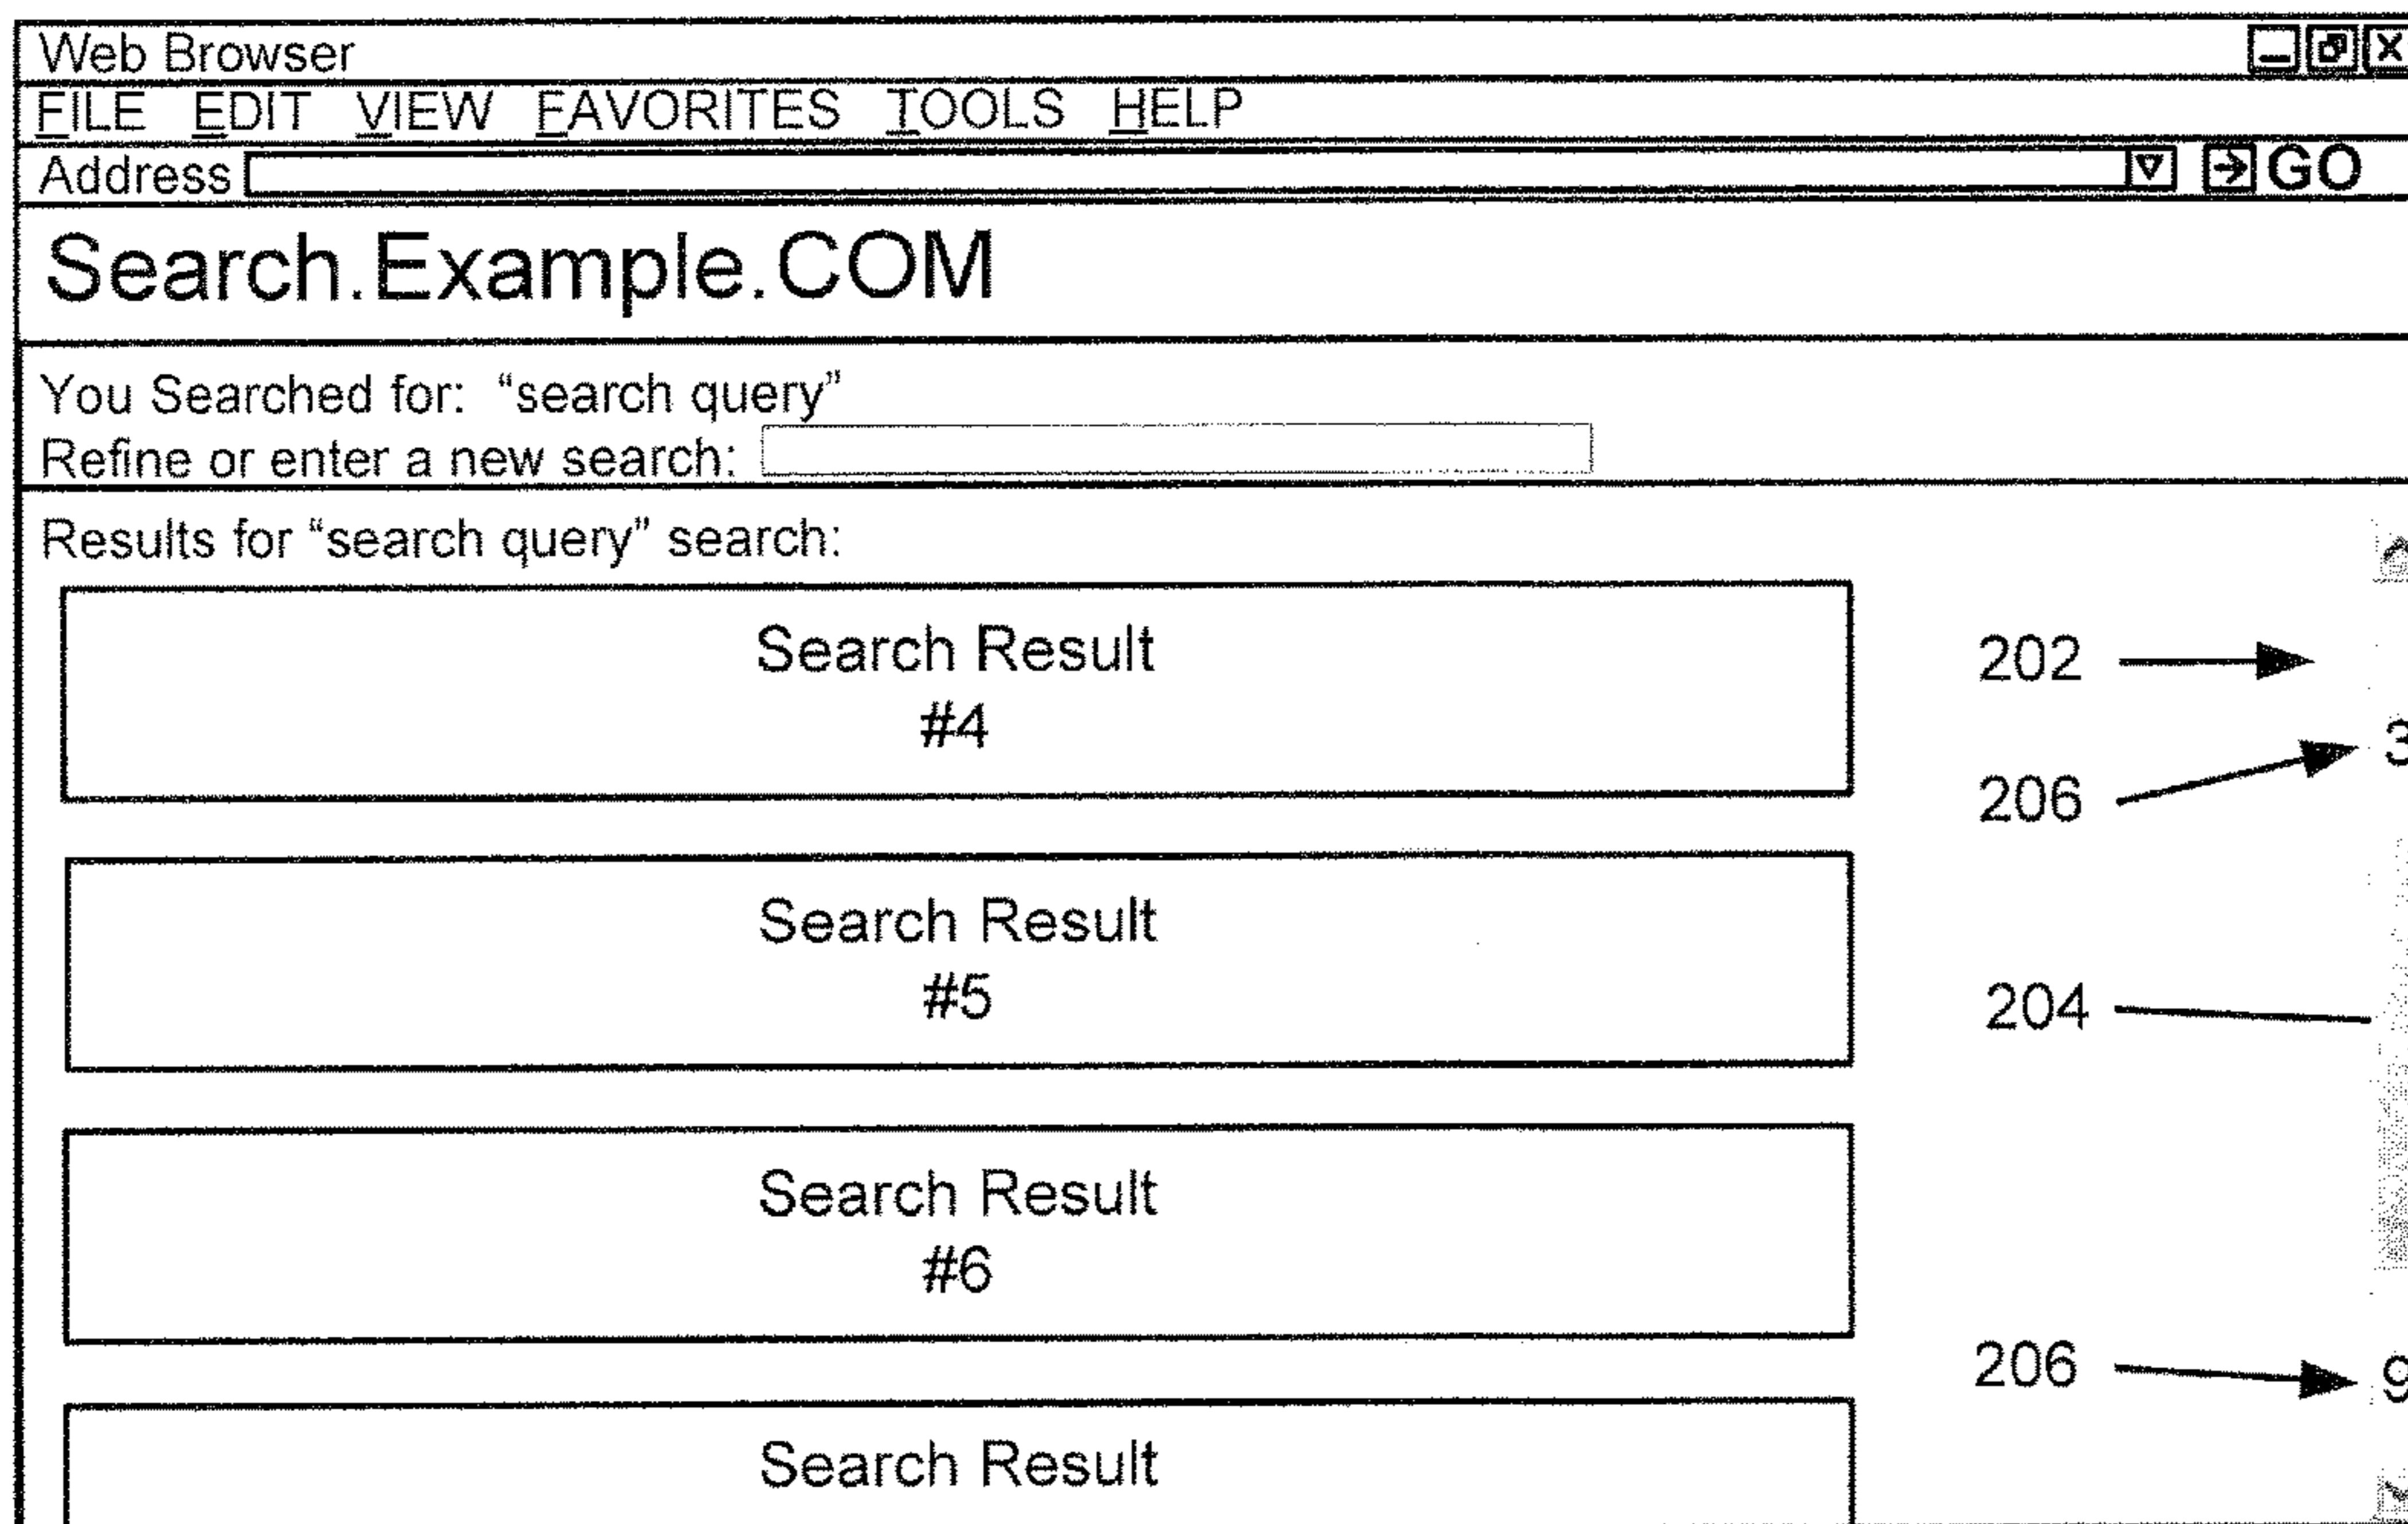 Web Browser
FILE EDIT VIEW FAVORITES TOOLS HELP
Address GO
Search.Example.COM
You Searched for: “search query”
Refine or enter a new search:
Results for “search query” search:
Search Result
#4
202
3
206
Search Result
#5
204
Search Result
#6
206
9
Search Result